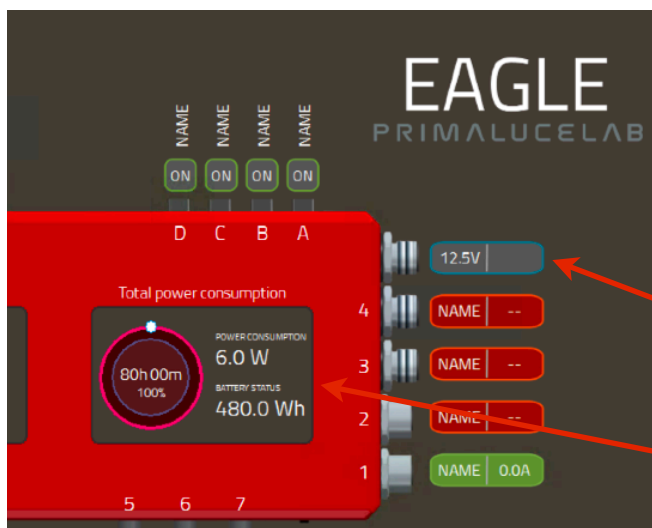 EAGLE
PRIMALUCELAB
NAME NAME NAME NAME
ON ON ON ON
D C B A
12.5V
Total power consumption
4 NAME --
POWER CONSUMPTION
6.0 W
3 NAME --
80h 00m
100%
BATTERY STATUS
480.0 Wh
2 NAME --
1 NAME 0.0A
5 6 7